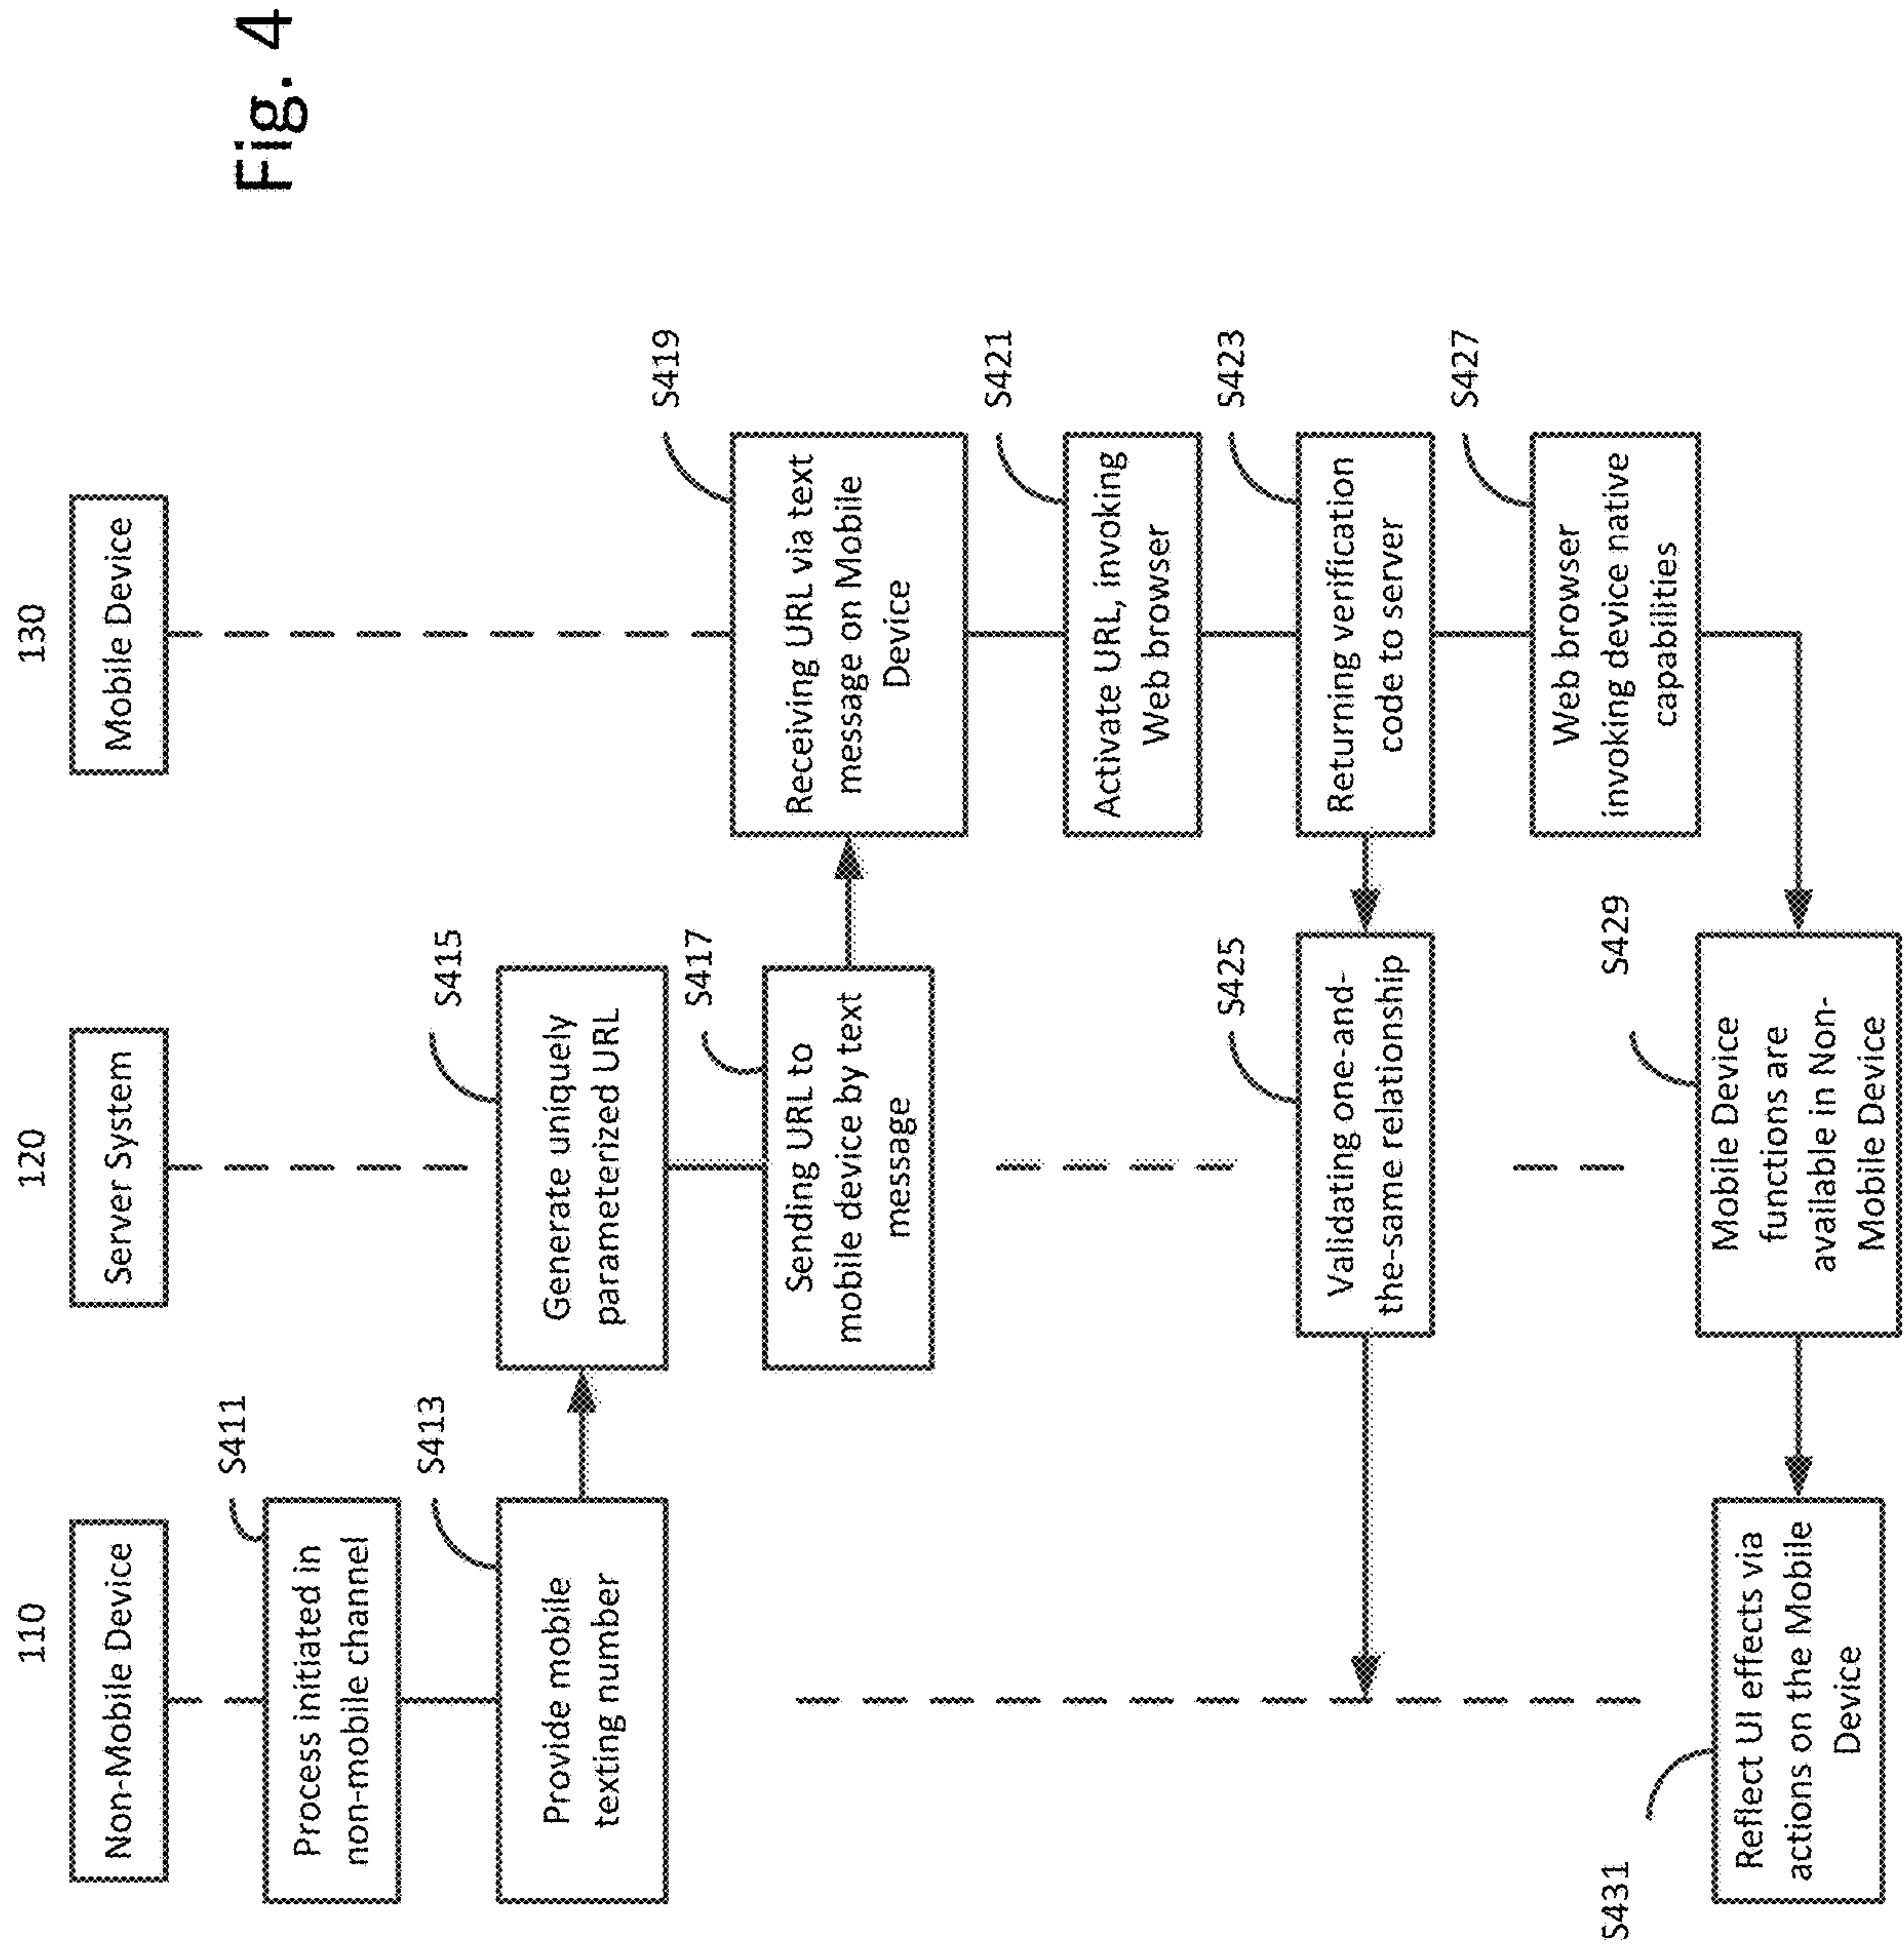 Fig. 4
110
120
130
Non-Mobile Device
Server System
Mobile Device
S411
Process initiated in
non-mobile channel
S413
Provide mobile
texting number
S415
Generate uniquely
parameterized URL
S417
Sending URL to
mobile device by text
message
S419
Receiving URL via text
message on Mobile
Device
S421
Activate URL, invoking
Web browser
S423
Returning verification
code to server
S425
Validating one-and-
the-same relationship
S427
Web browser
invoking device native
capabilities
S429
Mobile Device
functions are
available in Non-
Mobile Device
S431
Reflect UI effects via
actions on the Mobile
Device